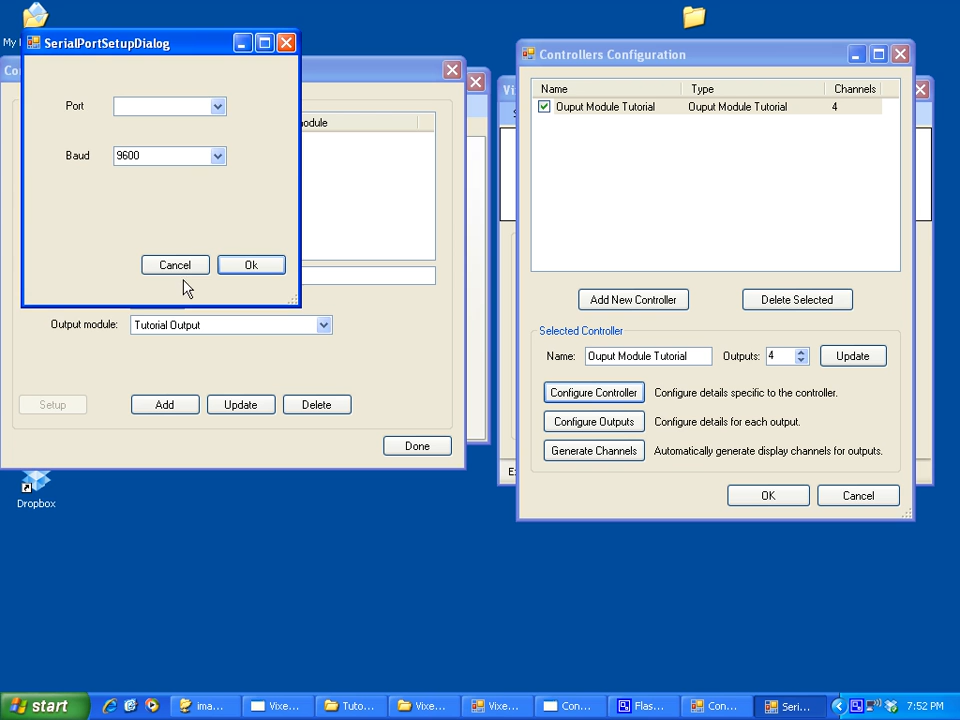 My
SerialPortSetupDialog
Port
Baud
9600
Cancel
Ok
Co
odule
Output module:
Tutorial Output
Setup
Add
Update
Delete
Done
Dropbox
Controllers Configuration
Name
Type
Channels
Ouput Module Tutorial
Ouput Module Tutorial
4
Add New Controller
Delete Selected
Selected Controller
Name:
Ouput Module Tutorial
Outputs:
4
Update
Configure Controller
Configure details specific to the controller.
Configure Outputs
Configure details for each output.
Generate Channels
Automatically generate display channels for outputs.
OK
Cancel
start
ima...
Vixe...
Tuto...
Vixe...
Vixe...
Con...
Flas...
Con...
Seri...
7:52 PM